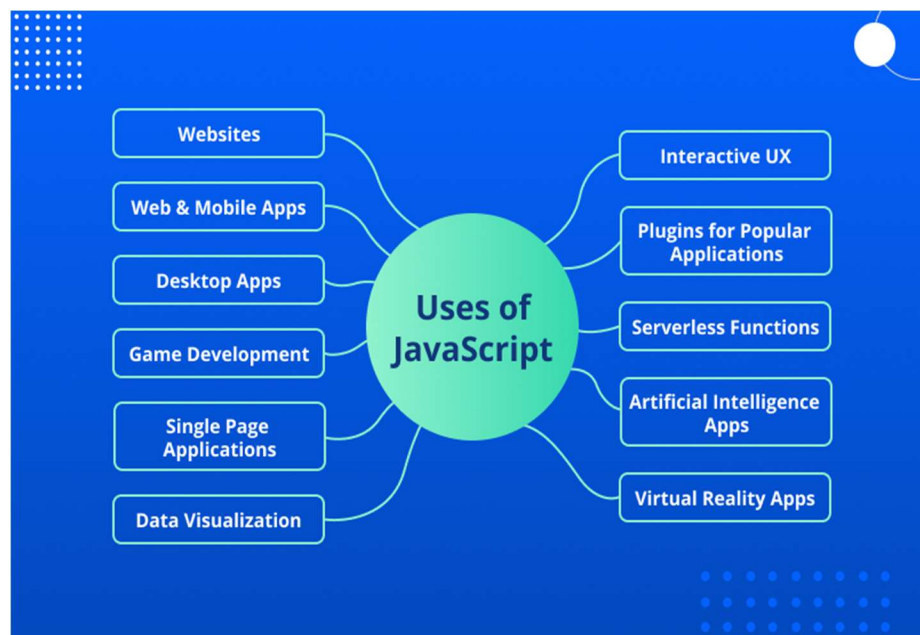 Websites
Web & Mobile Apps
Desktop Apps
Game Development
Single Page
Applications
Data Visualization
Uses of
JavaScript
Interactive UX
Plugins for Popular
Applications
Serverless Functions
Artificial Intelligence
Apps
Virtual Reality Apps